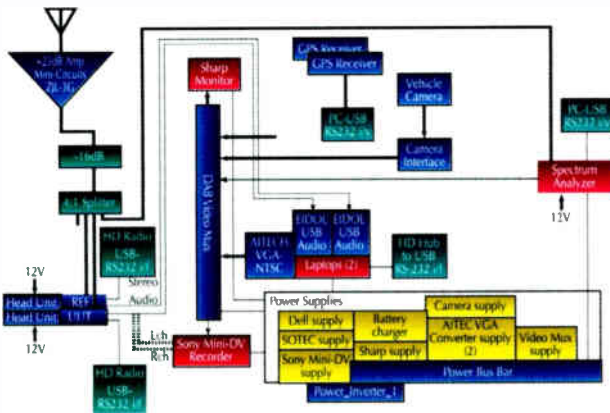 +23dB Amp
Mini-Circuits
ZJL-3G
-16dB
4:1 Splitter
12V
Head Unit REF
Head Unit UUT
12V
HD Radio
USB-
RS232 i/f
Stereo
Audio
Lch
Rch
HD Radio
USB-
RS232 i/f
Sharp
Monitor
DAB Video Mux
Sony Mini-DV
Recorder
GPS Receiver
GPS Receiver
PC-USB
RS232 i/f
Vehicle
Camera
Camera
Interface
EIDOL
USB
Audio
EIDOL
USB
Audio
AITECH
VGA-
NTSC
Laptops (2)
HD Hub
to USB
RS-232 i/f
PC-USB
RS232 i/f
Spectrum
Analyzer
12V
Power Supplies
Dell supply
SOTEC supply
Sony Mini-DV
supply
Battery
charger
Sharp supply
Camera supply
AITEC VGA
Converter supply
(2)
Video Mux
supply
Power Bus Bar
Power_Inverter_1